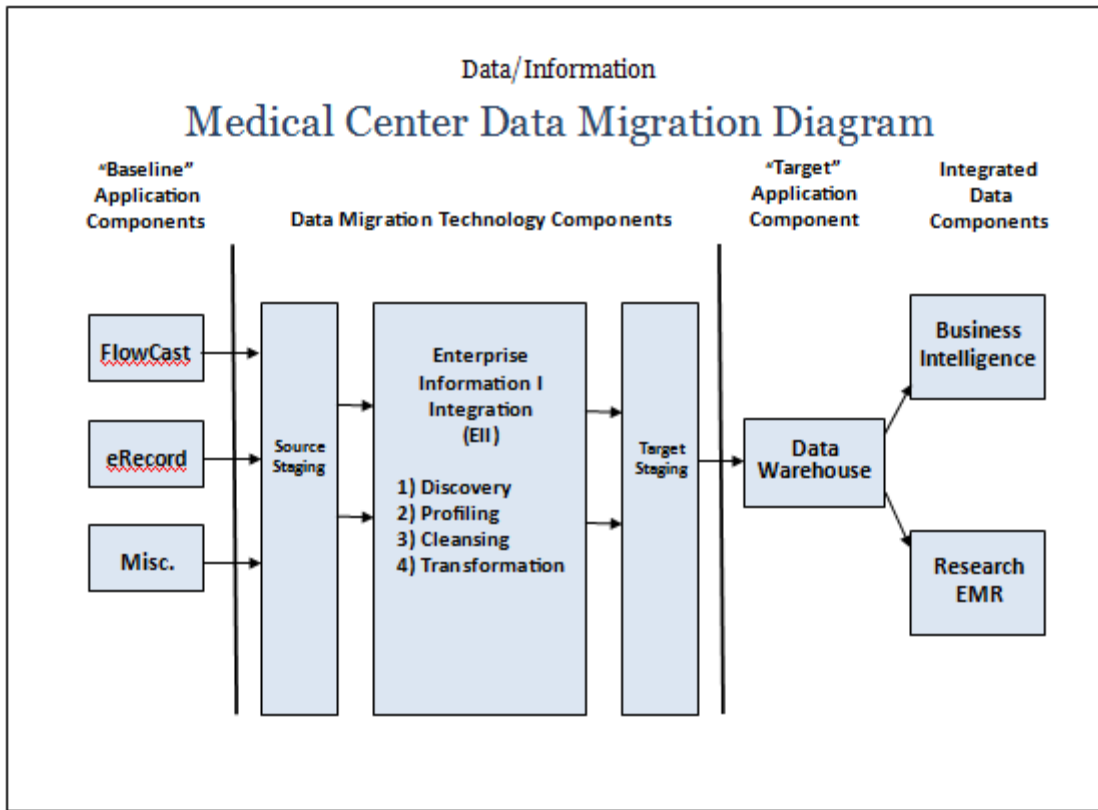 Data/Information
Medical Center Data Migration Diagram
“Baseline”
Application
Components
Data Migration Technology Components
“Target”
Application
Component
Integrated
Data
Components
FlowCast
eRecord
Misc.
Source
Staging
Enterprise
Information I
Integration
(EII)
1) Discovery
2) Profiling
3) Cleansing
4) Transformation
Target
Staging
Data
Warehouse
Business
Intelligence
Research
EMR